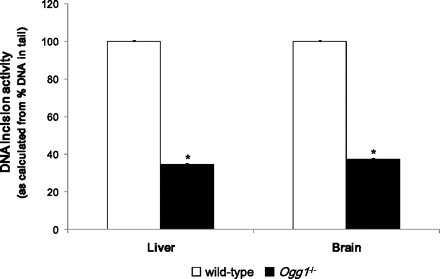 DNA incision activity
(as calculated from % DNA in tail)
120
100
80
60
40
20
0
*
*
Liver
Brain
wild-type
Ogg1-/-